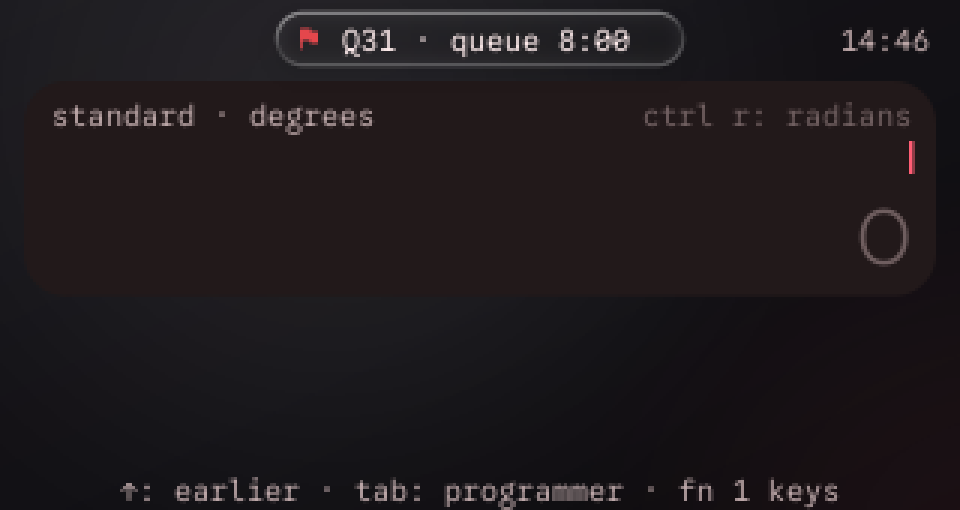 Q31 · queue 8:00
14:46
standard · degrees
ctrl r: radians
0
↑: earlier · tab: programmer · fn 1 keys